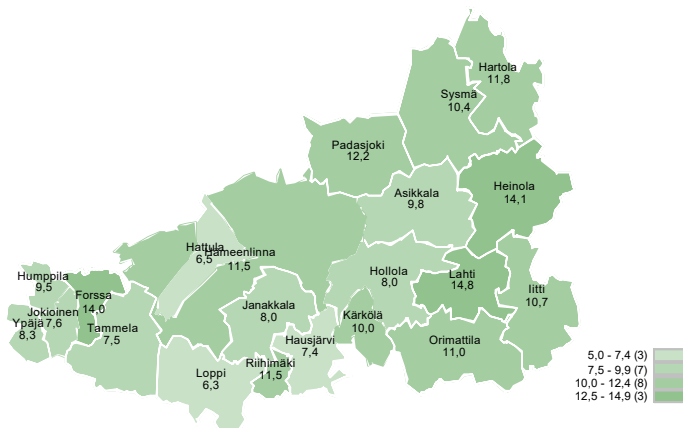 Hartola
11,8
Sysmä
10,4
Padasjoki
12,2
Heinola
14,1
Asikkala
9,8
Hattula
6,5
Hämeenlinna
11,5
Hollola
8,0
Lahti
14,8
Iitti
10,7
Humppila
9,5
Forssa
14,0
Jokioinen
7,6
Ypäjä
8,3
Tammela
7,5
Janakkala
8,0
Kärkölä
10,0
Hausjärvi
7,4
Orimattila
11,0
Loppi
6,3
Riihimäki
11,5
5,0 - 7,4 (3)
7,5 - 9,9 (7)
10,0 - 12,4 (8)
12,5 - 14,9 (3)